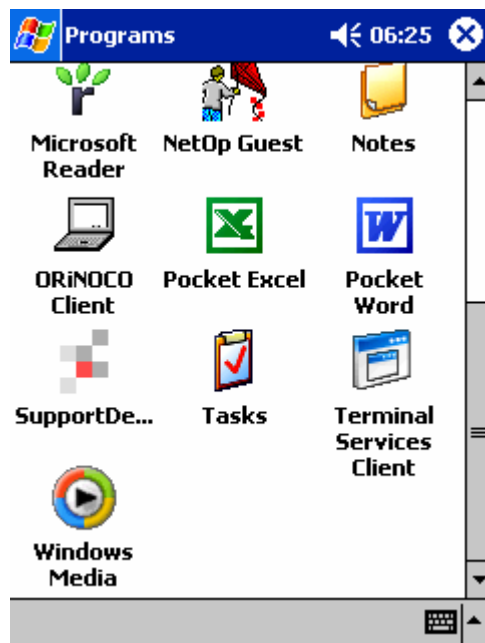 Programs 06:25
Microsoft Reader
NetOp Guest
Notes
ORiNOCO Client
Pocket Excel
Pocket Word
SupportDe...
Tasks
Terminal Services Client
Windows Media